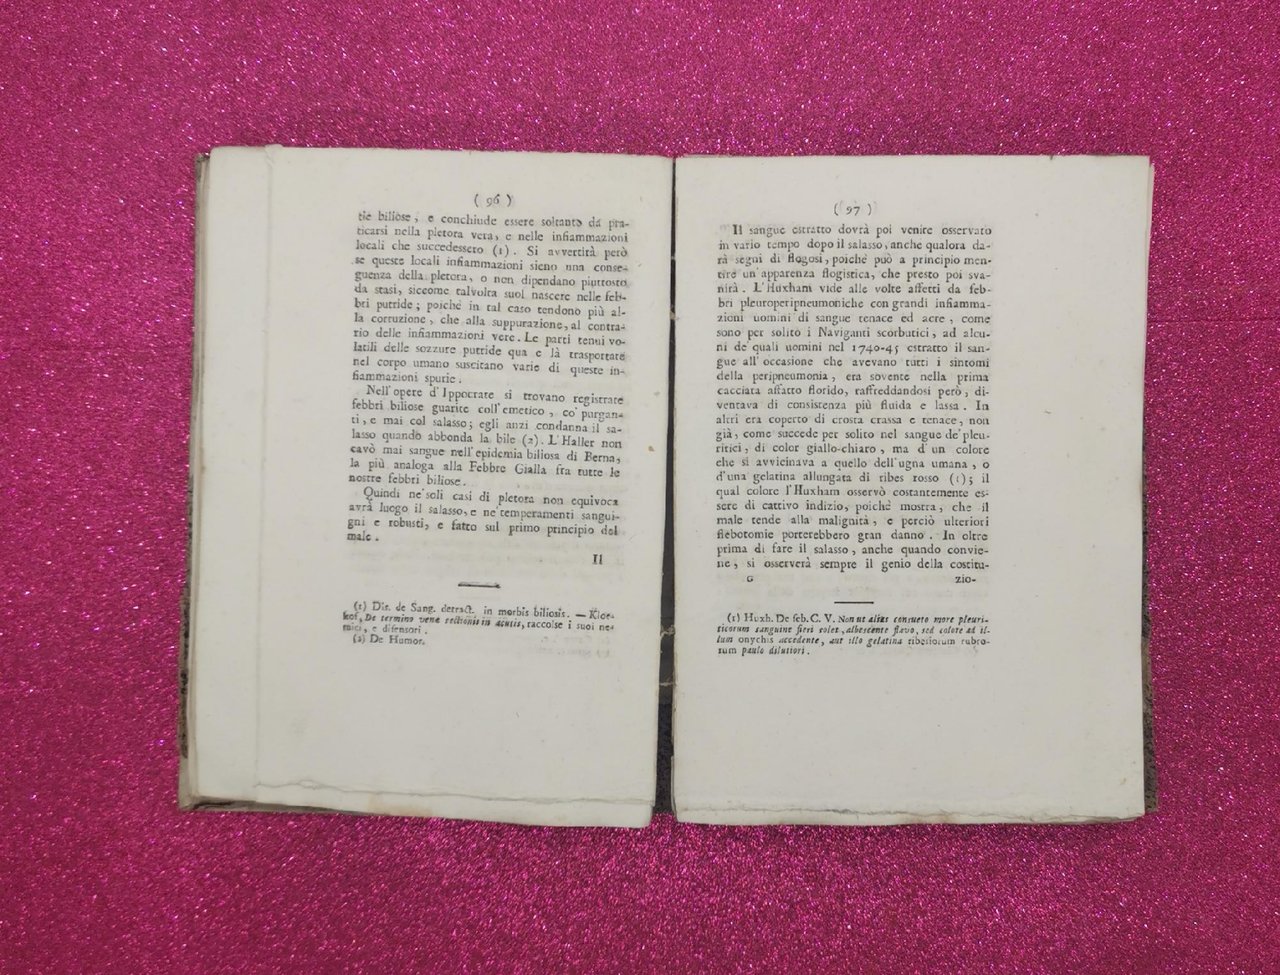 ( 96 )
tie biliose, e conchiude essere soltanto da pra-
ticarsi nella pletora vera, e nelle infiammazioni
locali che succedessero (1). Si avvertirà però
se queste locali infiammazioni sieno una conse-
guenza della pletora, o non dipendano piuttosto
da stasi, siccome talvolta suol nascere nelle feb-
bri putride; poichè in tal caso tendono più al-
la corruzione, che alla suppurazione, al contra-
rio delle infiammazioni vere. Le parti tenui vo-
latili delle sozzure putride qua e là trasportate
nel corpo umano suscitano varie di queste in-
fiammazioni spurie.
Nell'opere d'Ippocrate si trovano registrate
febbri biliose guarite coll'emetico, co' purgan-
ti, e mai col salasso; egli anzi condanna il sa-
lasso quando abbonda la bile (2). L'Haller non
cavò mai sangue nell'epidemia biliosa di Berna,
la più analoga alla Febbre Gialla fra tutte le
nostre febbri biliose.
Quindi ne' soli casi di pletora non equivoca
avrà luogo il salasso, e ne' temperamenti sangui-
gni e robusti, e fatto sul primo principio del
male.
Il
(1) Dis. de Sang. detract. in morbis biliosis. — Kloe-
kof, De termino venæ sectionis in acutis, raccolse i suoi ne-
mici, e difensori.
(2) De Humor.
( 97 )
Il sangue estratto dovrà poi venire osservato
in vario tempo dopo il salasso, anche qualora da-
rà segni di flogosi, poichè può a principio men-
tire un'apparenza flogistica, che presto poi sva-
nirà. L'Huxham vide alle volte affetti da feb-
bri pleuroperipneumoniche con grandi infiamma-
zioni uomini di sangue tenace ed acre, come
sono per solito i Naviganti scorbutici, ad alcu-
ni de' quali uomini nel 1740-45 estratto il san-
gue all'occasione che avevano tutti i sintomi
della peripneumonia, era sovente nella prima
cacciata affatto florido, raffreddandosi però, di-
ventava di consistenza più fluida e lassa. In
altri era coperto di crosta crassa e tenace, non
già, come succede per solito nel sangue de' pleu-
ritici, di color giallo-chiaro, ma d'un colore
che si avvicinava a quello dell'ugna umana, o
d'una gelatina allungata di ribes rosso (1); il
qual colore l'Huxham osservò costantemente es-
sere di cattivo indizio, poichè mostra, che il
male tende alla malignità, e perciò ulteriori
flebotomie porterebbero gran danno. In oltre
prima di fare il salasso, anche quando convie-
ne, si osserverà sempre il genio della costitu-
G zio-
(1) Huxh. De feb. C. V. Non ut alias consueto more pleuri-
ticorum sanguine fieri solet, albescente flavo, sed colore ad il-
lum onychis accedente, aut illo gelatina ribesiorum rubro-
rum paulo dilutiori.